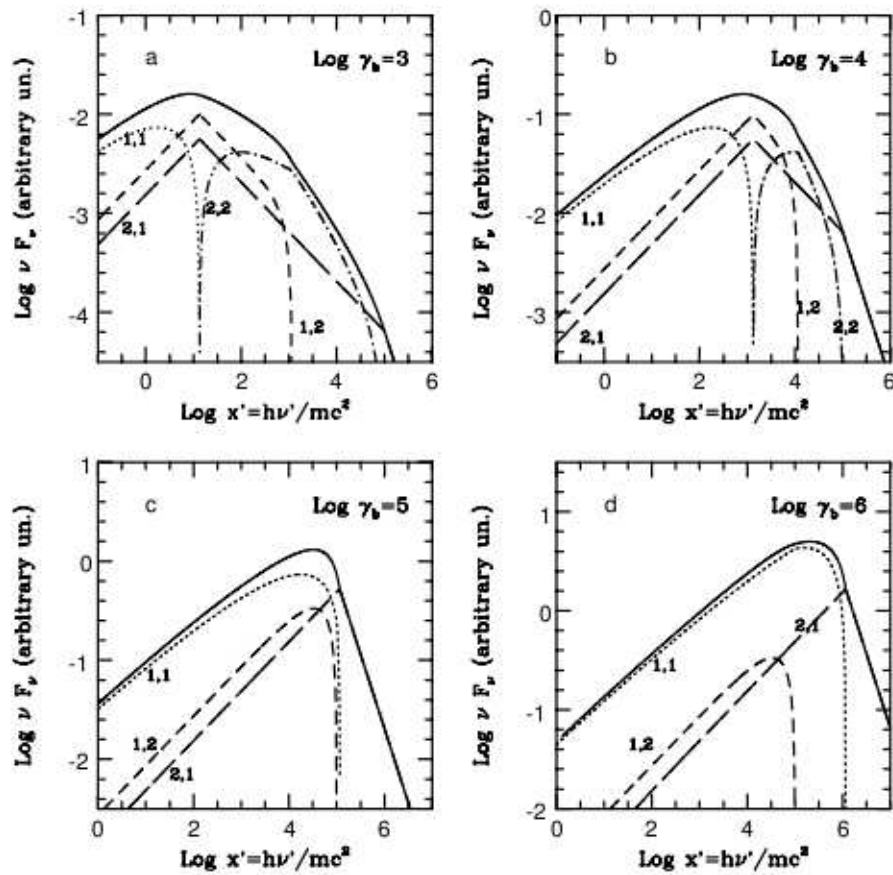 a Log γb=3
Log ν Fν (arbitrary un.)
-1
-2
-3
-4
1,1
2,1
2,2
1,2
0 2 4 6
Log x'=hν'/mc²
b Log γb=4
Log ν Fν (arbitrary un.)
0
-1
-2
-3
1,1
2,1
1,2
2,2
0 2 4 6
Log x'=hν'/mc²
c Log γb=5
Log ν Fν (arbitrary un.)
1
0
-1
-2
1,1
1,2
2,1
0 2 4 6
Log x'=hν'/mc²
d Log γb=6
Log ν Fν (arbitrary un.)
1
0
-1
-2
1,1
2,1
1,2
0 2 4 6
Log x'=hν'/mc²